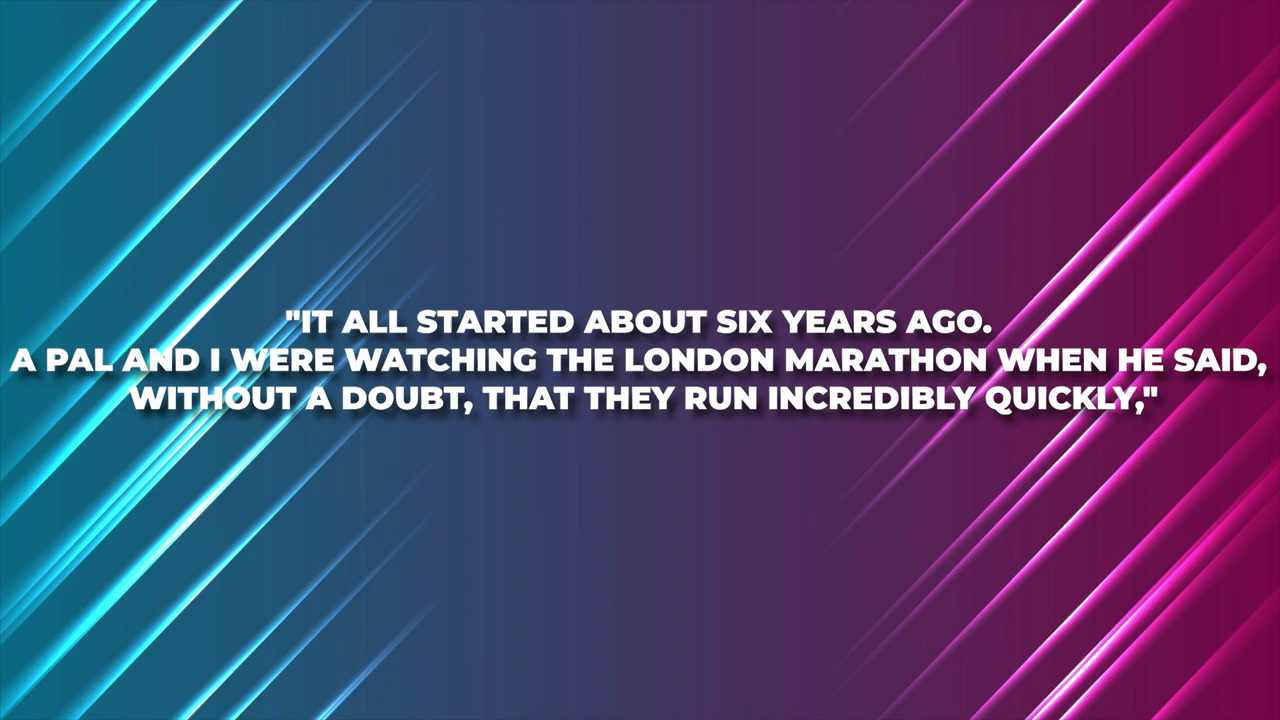 "IT ALL STARTED ABOUT SIX YEARS AGO.
A PAL AND I WERE WATCHING THE LONDON MARATHON WHEN HE SAID,
WITHOUT A DOUBT, THAT THEY RUN INCREDIBLY QUICKLY,"